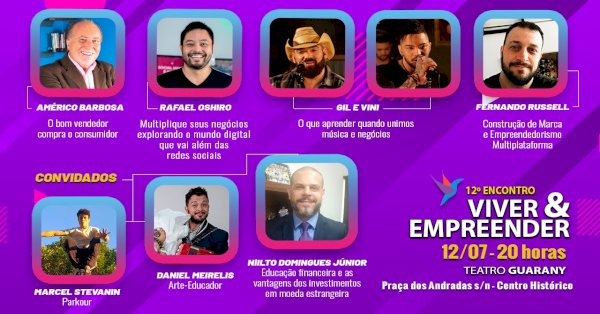 AMÉRICO BARBOSA
O bom vendedor
compra o consumidor
RAFAEL OSHIRO
Multiplique seus negócios
explorando o mundo digital
que vai além das
redes sociais
GIL E VINI
O que aprender quando unimos
música e negócios
FERNANDO RUSSELL
Construção de Marca
e Empreendedorismo
Multiplataforma
CONVIDADOS
MARCEL STEVANIN
Parkour
DANIEL MEIRELIS
Arte-Educador
NIILTO DOMINGUES JÚNIOR
Educação financeira e as
vantagens dos investimentos
em moeda estrangeira
12º ENCONTRO
VIVER &
EMPREENDER
12/07 - 20 horas
TEATRO GUARANY
Praça dos Andradas s/n - Centro Histórico